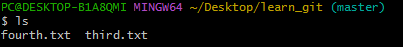 PC@DESKTOP-B1A8QMI MINGW64 ~/Desktop/learn_git (master)
$ ls
fourth.txt  third.txt